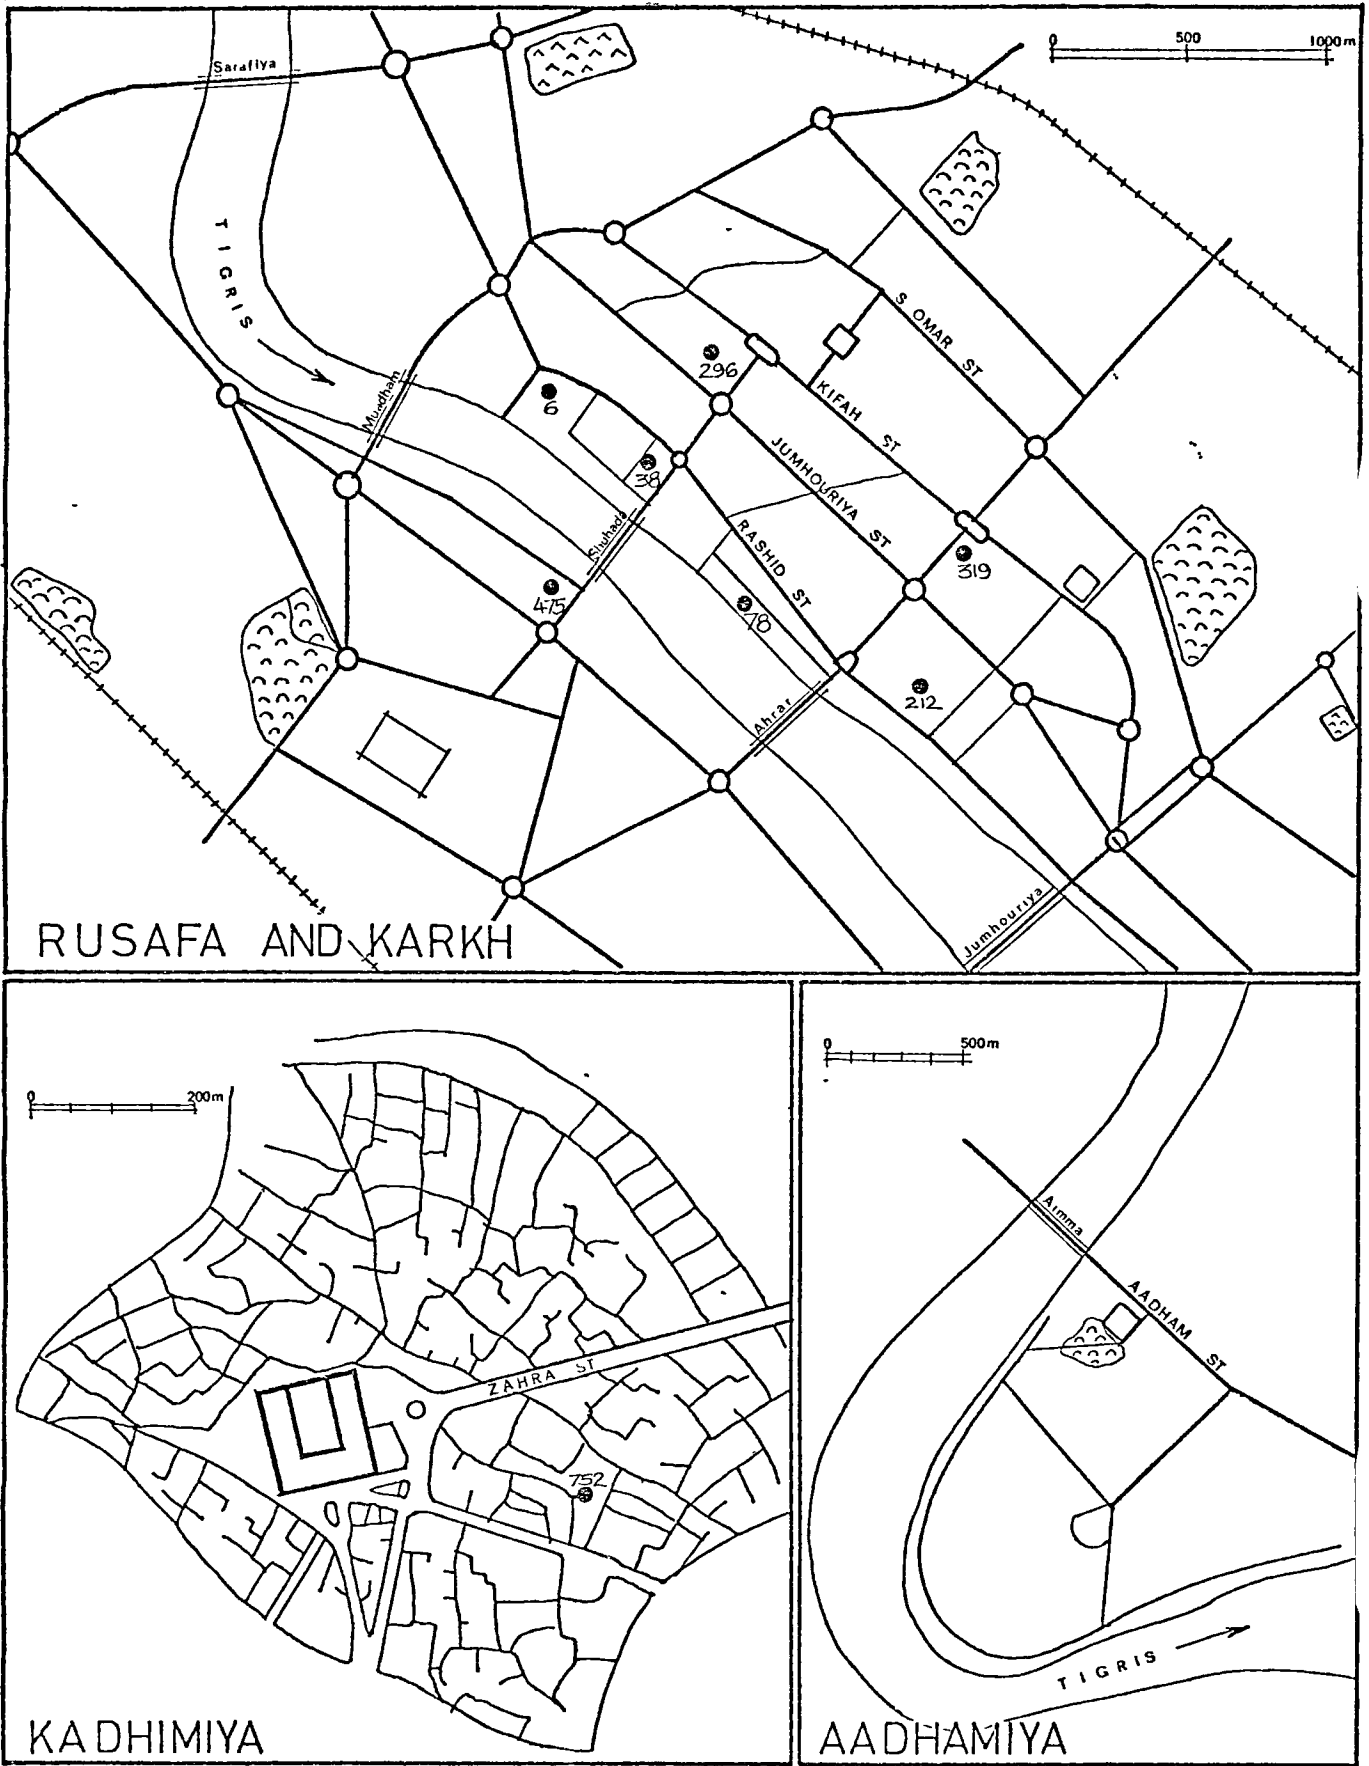 0 500 1000m
Sarafiya
TIGRIS
S OMAR ST
296
KIFAH ST
Muadham
6
JUMHOURIYA ST
38
Shuhada
RASHID ST
319
475
18
212
Ahrar
Jumhouriya
RUSAFA AND KARKH
0 200m
ZAHRA ST
752
KADHIMIYA
0 500m
Aimma
AADHAM ST
TIGRIS
AADHAMIYA